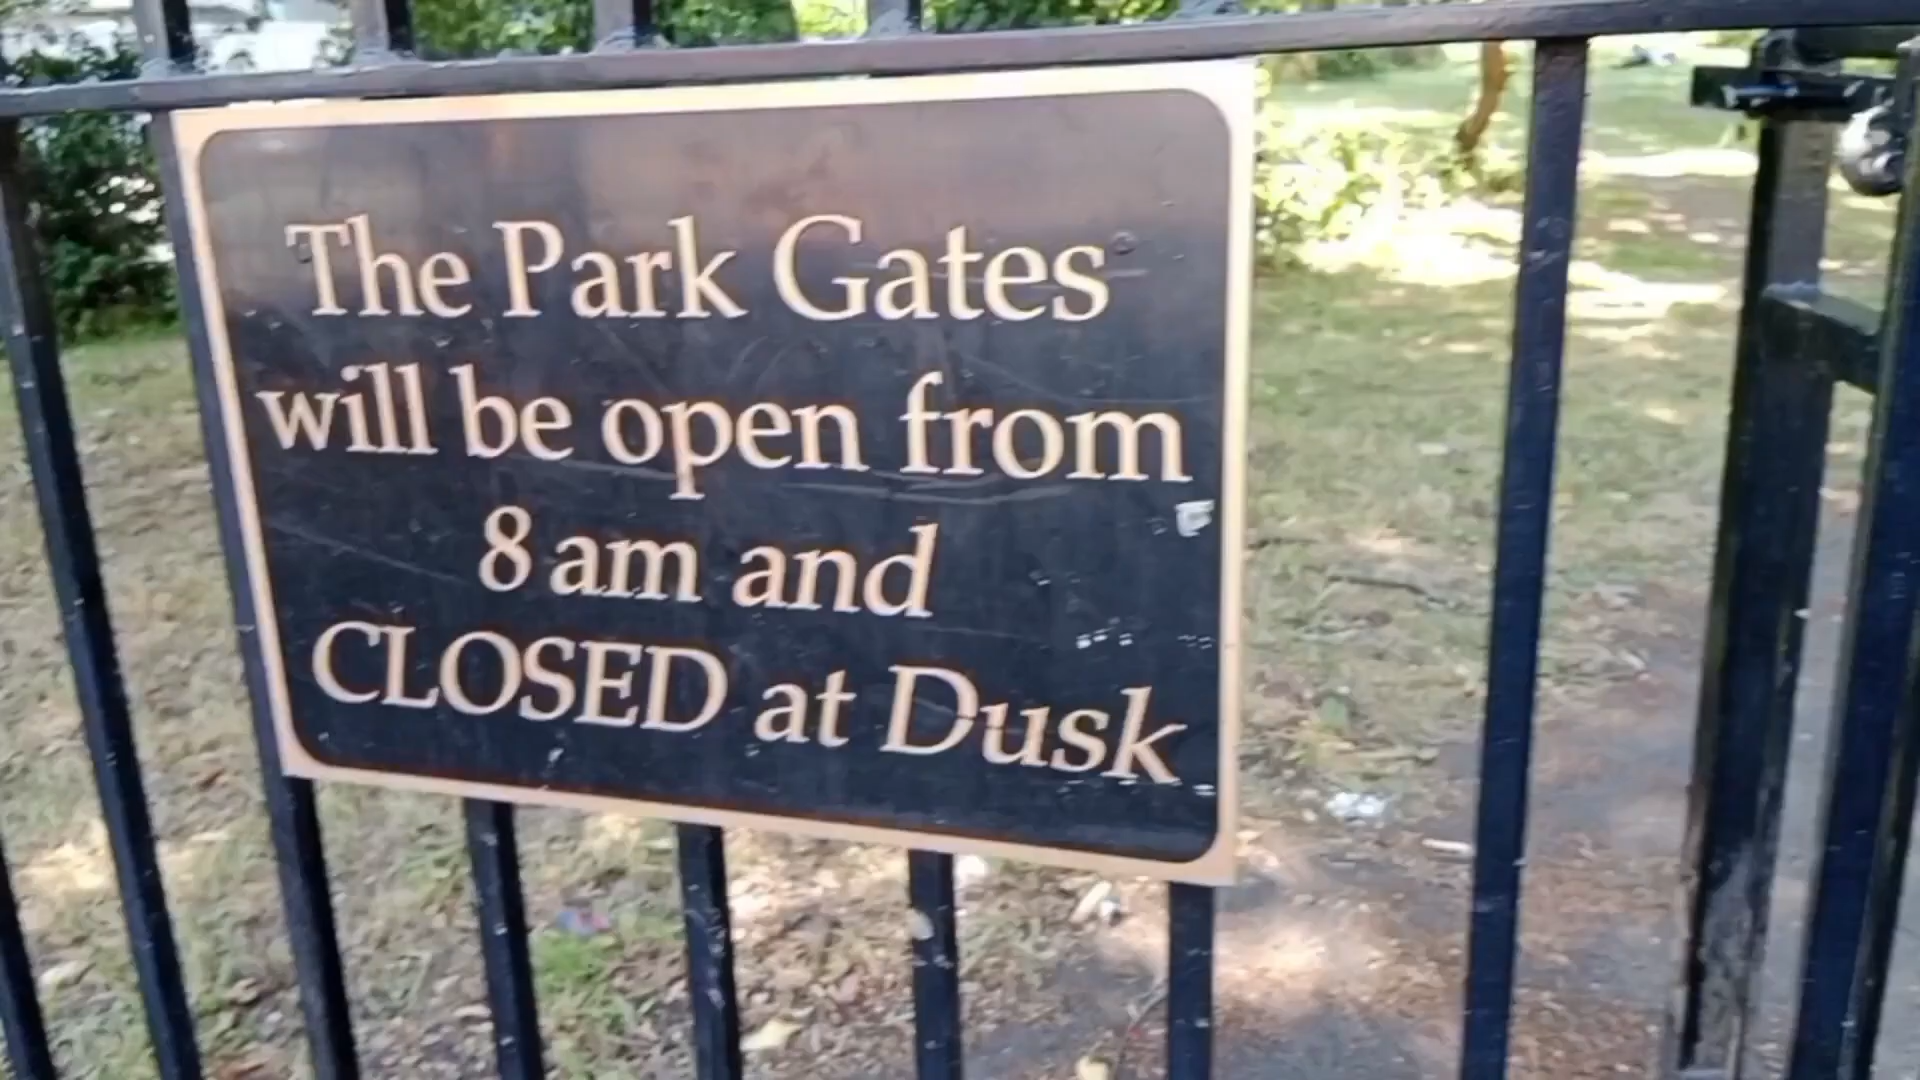 The Park Gates
will be open from
8 am and
CLOSED at Dusk